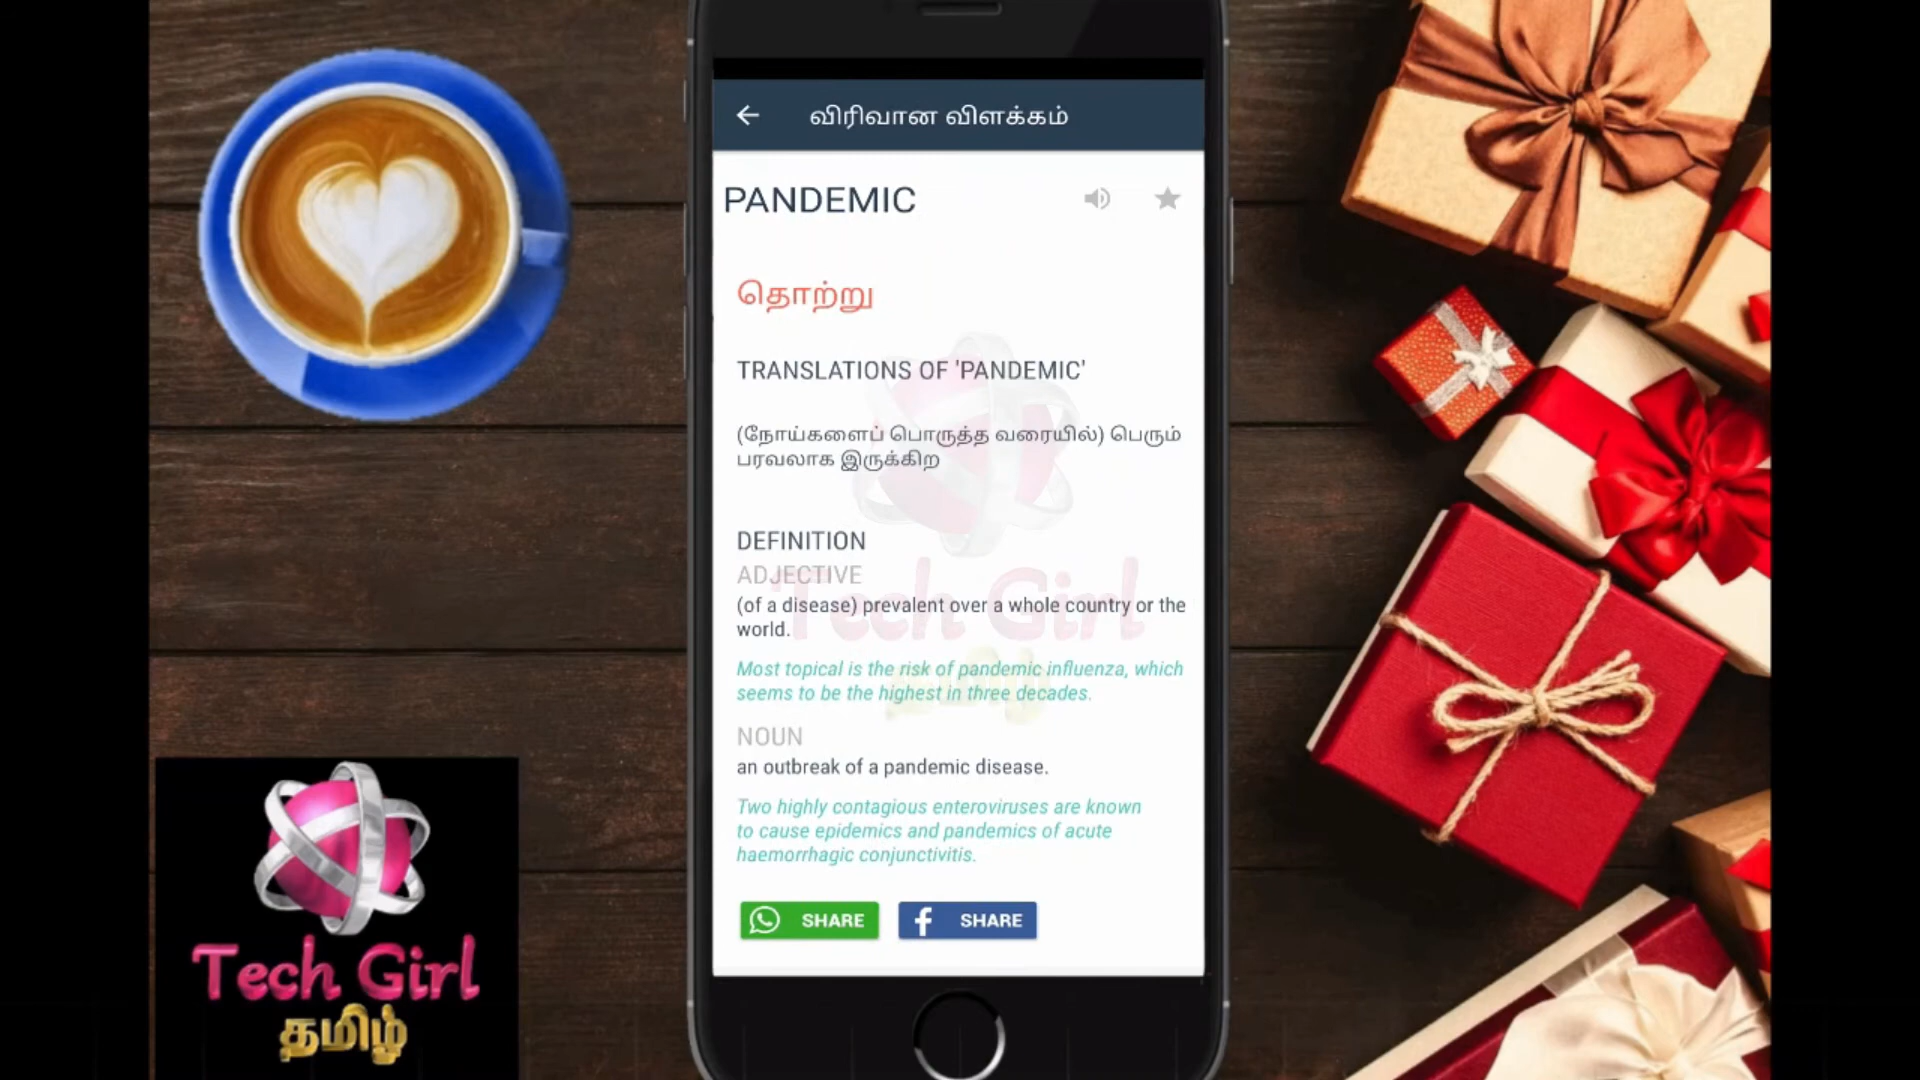 விரிவான விளக்கம்
PANDEMIC
தொற்று
TRANSLATIONS OF 'PANDEMIC'
(நோய்களைப் பொருத்த வரையில்) பெரும்
பரவலாக இருக்கிற
DEFINITION
ADJECTIVE
(of a disease) prevalent over a whole country or the
world.
Most topical is the risk of pandemic influenza, which
seems to be the highest in three decades.
NOUN
an outbreak of a pandemic disease.
Two highly contagious enteroviruses are known
to cause epidemics and pandemics of acute
haemorrhagic conjunctivitis.
SHARE
SHARE
Tech Girl
தமிழ்
Tech Girl
தமிழ்